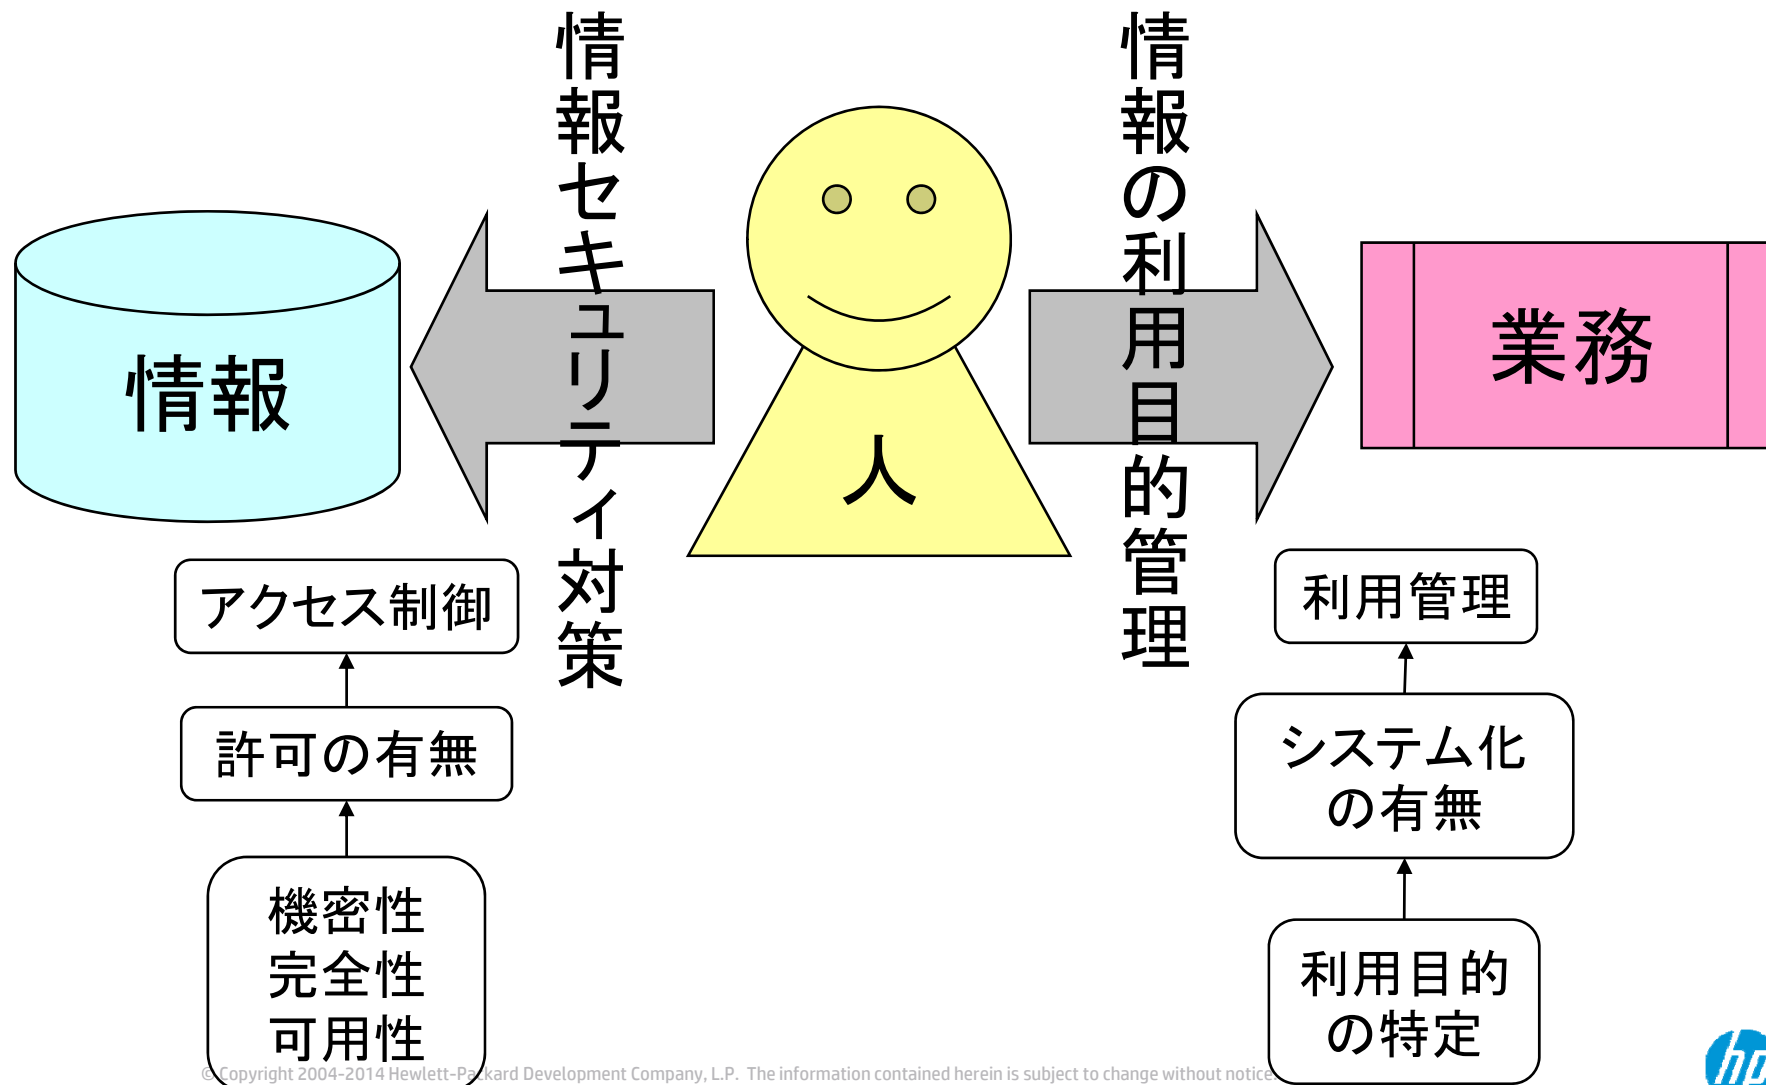 情報セキュリティ対策
情報の利用目的管理
情報
人
業務
アクセス制御
許可の有無
機密性
完全性
可用性
利用管理
システム化
の有無
利用目的
の特定
© Copyright 2004-2014 Hewlett-Packard Development Company, L.P. The information contained herein is subject to change without notice.
hp